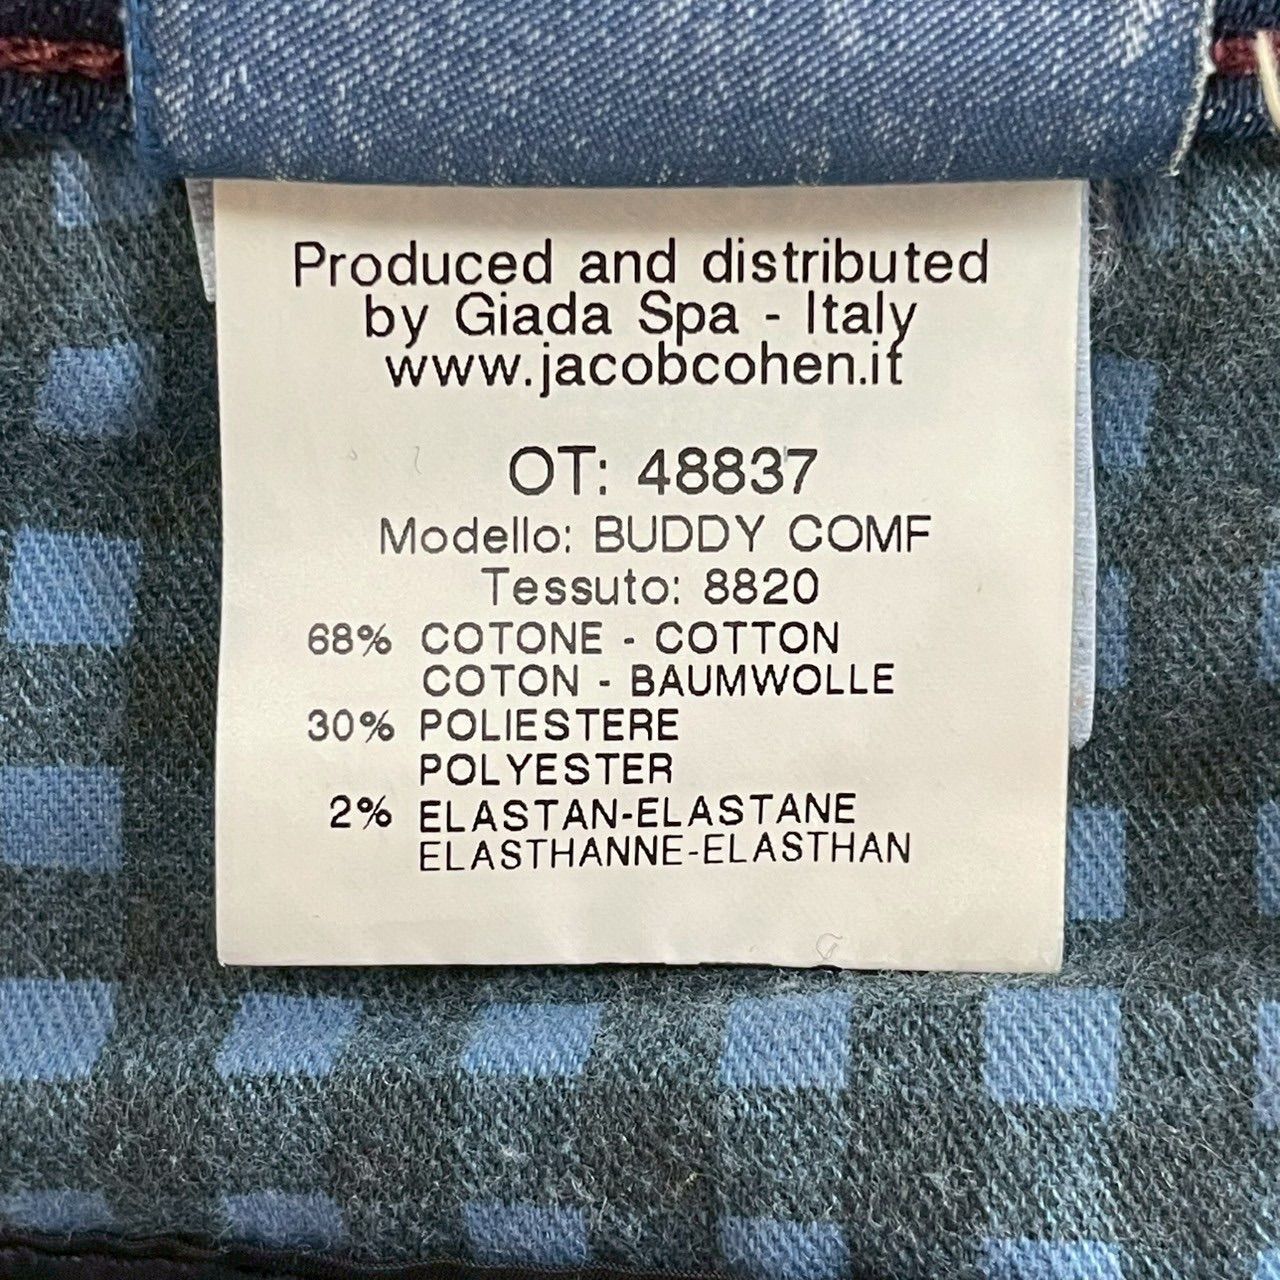 Produced and distributed
by Giada Spa - Italy
www.jacobcohen.it
OT: 48837
Modello: BUDDY COMF
Tessuto: 8820
68% COTONE - COTTON
COTON - BAUMWOLLE
30% POLIESTERE
POLYESTER
2% ELASTAN-ELASTANE
ELASTHANNE-ELASTHAN